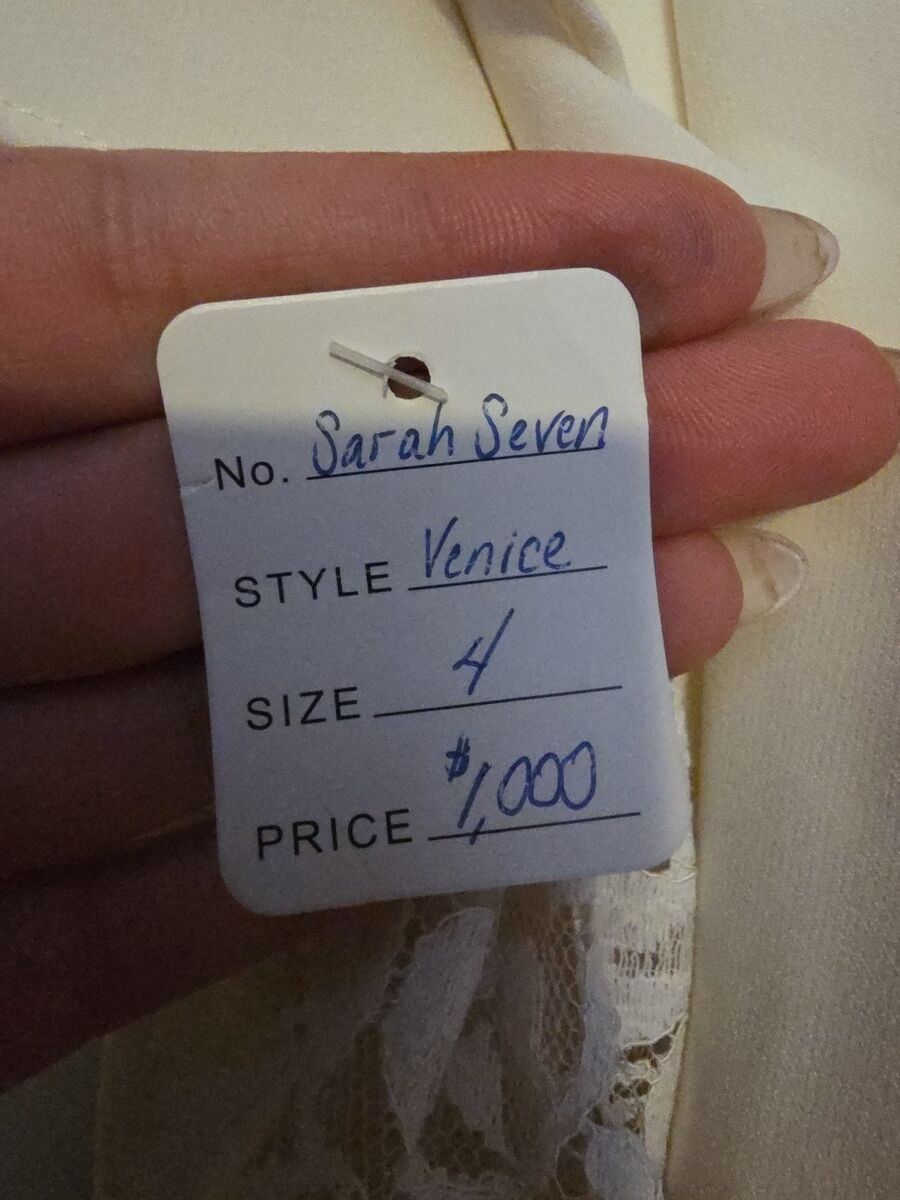 No. Sarah Seven
STYLE Venice
SIZE 4
PRICE $1,000